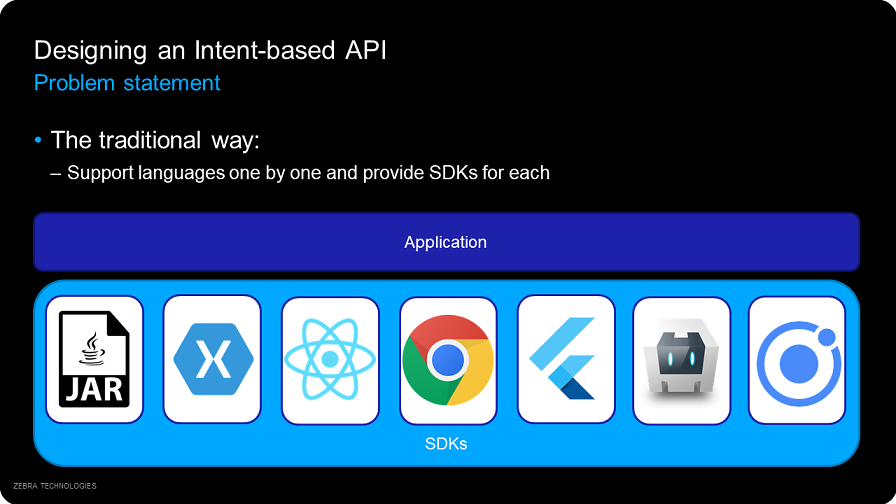 Designing an Intent-based API
Problem statement
• The traditional way:
– Support languages one by one and provide SDKs for each
Application
JAR
X
SDKs
ZEBRA TECHNOLOGIES